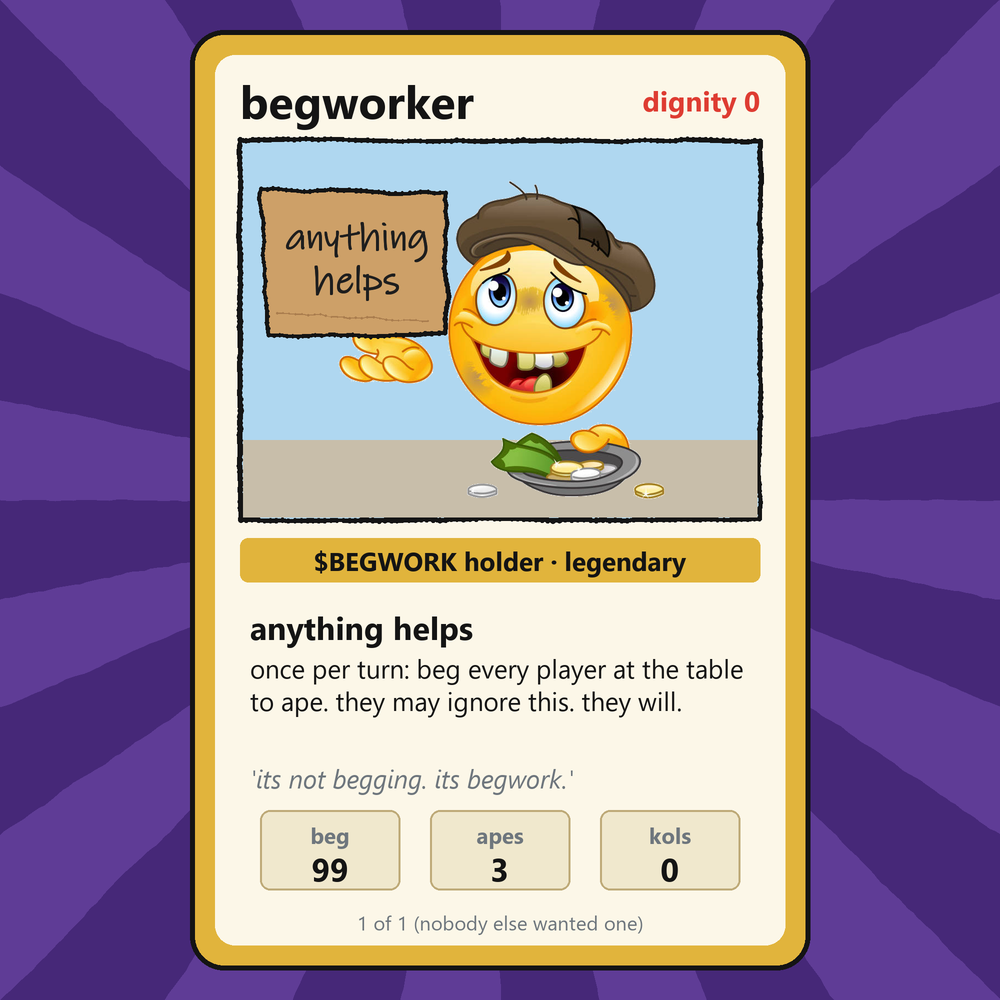 begworker
dignity 0
anything
helps
$BEGWORK holder · legendary
anything helps
once per turn: beg every player at the table
to ape. they may ignore this. they will.
'its not begging. its begwork.'
beg
99
apes
3
kols
0
1 of 1 (nobody else wanted one)